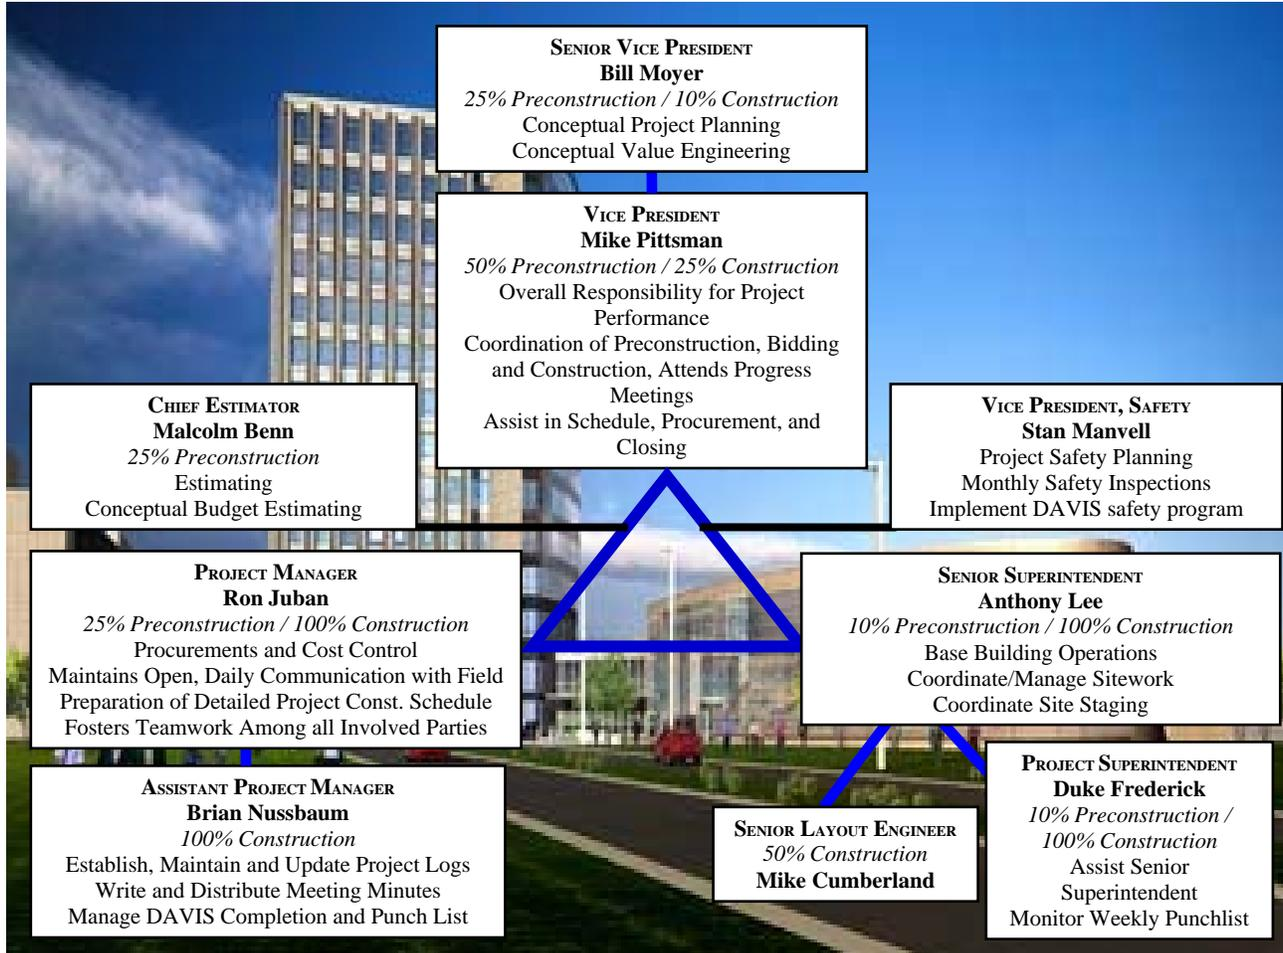 SENIOR VICE PRESIDENT
Bill Moyer
25% Preconstruction / 10% Construction
Conceptual Project Planning
Conceptual Value Engineering
VICE PRESIDENT
Mike Pittsman
50% Preconstruction / 25% Construction
Overall Responsibility for Project
Performance
Coordination of Preconstruction, Bidding
and Construction, Attends Progress
Meetings
Assist in Schedule, Procurement, and
Closing
CHIEF ESTIMATOR
Malcolm Benn
25% Preconstruction
Estimating
Conceptual Budget Estimating
VICE PRESIDENT, SAFETY
Stan Manvell
Project Safety Planning
Monthly Safety Inspections
Implement DAVIS safety program
PROJECT MANAGER
Ron Juban
25% Preconstruction / 100% Construction
Procurements and Cost Control
Maintains Open, Daily Communication with Field
Preparation of Detailed Project Const. Schedule
Fosters Teamwork Among all Involved Parties
SENIOR SUPERINTENDENT
Anthony Lee
10% Preconstruction / 100% Construction
Base Building Operations
Coordinate/Manage Sitework
Coordinate Site Staging
ASSISTANT PROJECT MANAGER
Brian Nussbaum
100% Construction
Establish, Maintain and Update Project Logs
Write and Distribute Meeting Minutes
Manage DAVIS Completion and Punch List
SENIOR LAYOUT ENGINEER
50% Construction
Mike Cumberland
PROJECT SUPERINTENDENT
Duke Frederick
10% Preconstruction /
100% Construction
Assist Senior
Superintendent
Monitor Weekly Punchlist